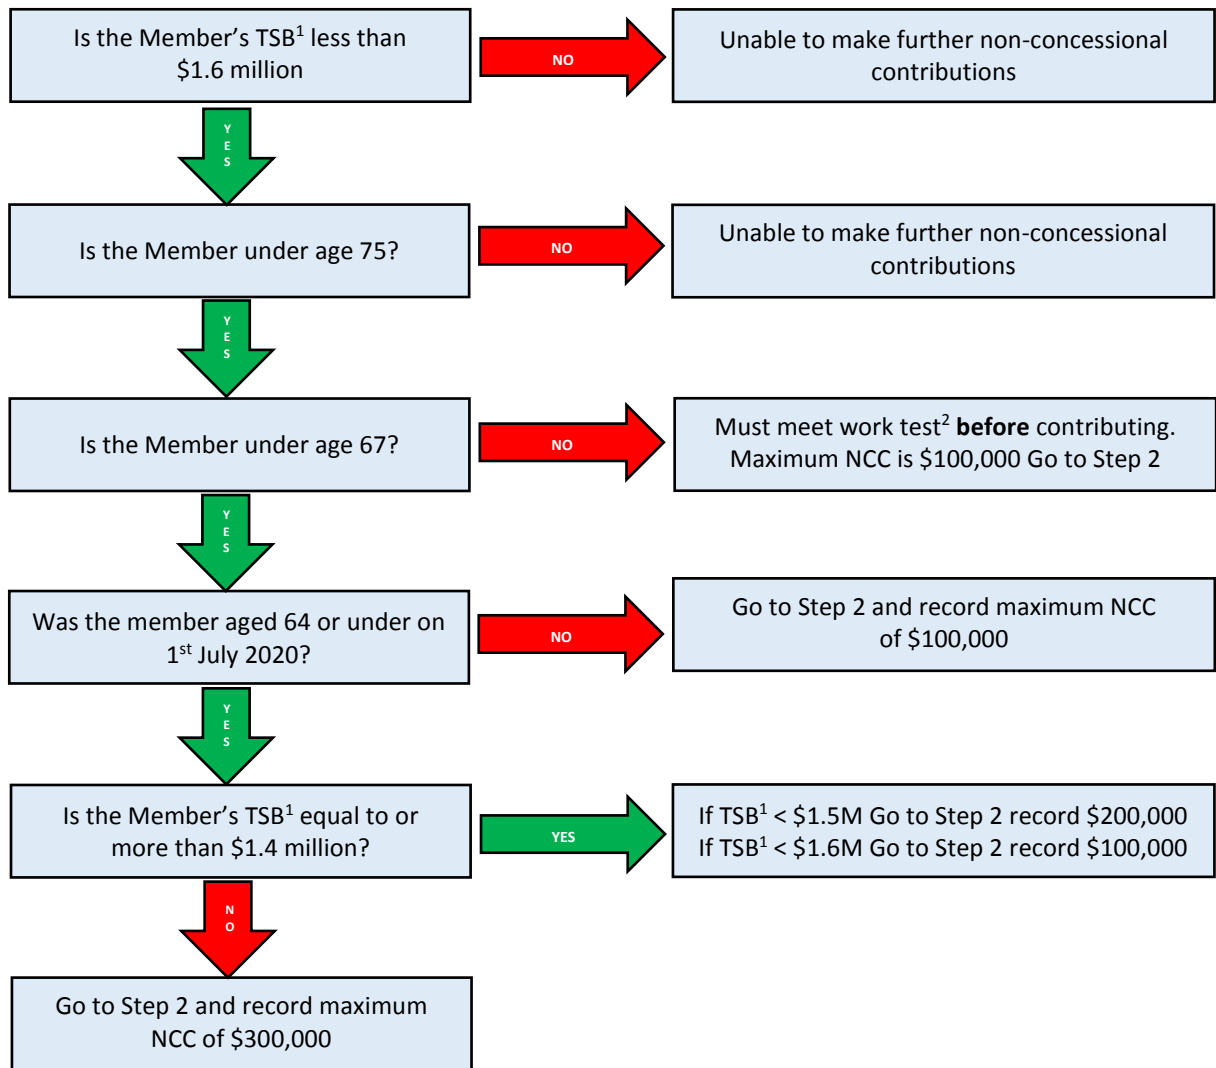 Is the Member’s TSB¹ less than
$1.6 million
NO
Unable to make further non-concessional
contributions
YES
Is the Member under age 75?
NO
Unable to make further non-concessional
contributions
YES
Is the Member under age 67?
NO
Must meet work test² before contributing.
Maximum NCC is $100,000 Go to Step 2
YES
Was the member aged 64 or under on
1st July 2020?
NO
Go to Step 2 and record maximum NCC
of $100,000
YES
Is the Member’s TSB¹ equal to or
more than $1.4 million?
YES
If TSB¹ < $1.5M Go to Step 2 record $200,000
If TSB¹ < $1.6M Go to Step 2 record $100,000
NO
Go to Step 2 and record maximum
NCC of $300,000